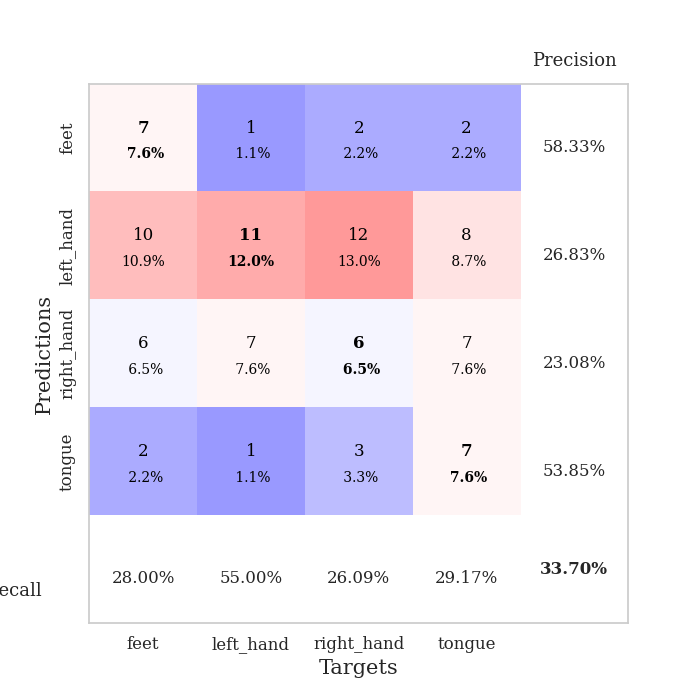 Precision
feet
7 1 2 2 58.33%
7.6% 1.1% 2.2% 2.2%
left_hand
10 11 12 8 26.83%
10.9% 12.0% 13.0% 8.7%
Predictions
right_hand
6 7 6 7 23.08%
6.5% 7.6% 6.5% 7.6%
tongue
2 1 3 7 53.85%
2.2% 1.1% 3.3% 7.6%
ecall 28.00% 55.00% 26.09% 29.17% 33.70%
feet left_hand right_hand tongue
Targets